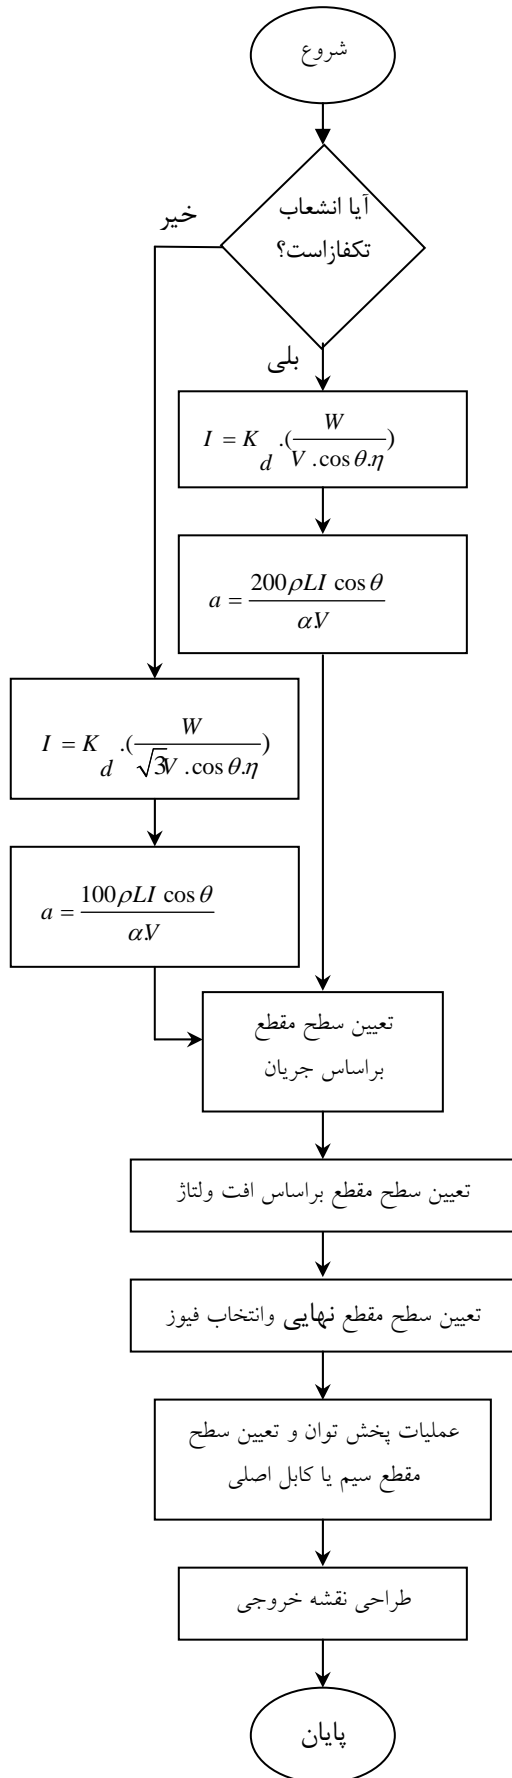 شروع
آیا انشعاب
تکفازاست؟
خیر
بلی
I = K_d .(W / V .cos θ.η)
a = 200ρLI cos θ / α.V
I = K_d .(W / √3V .cos θ.η)
a = 100ρLI cos θ / α.V
تعیین سطح مقطع
براساس جریان
تعیین سطح مقطع براساس افت ولتاژ
تعیین سطح مقطع نهایی وانتخاب فیوز
عملیات پخش توان و تعیین سطح
مقطع سیم یا کابل اصلی
طراحی نقشه خروجی
پایان